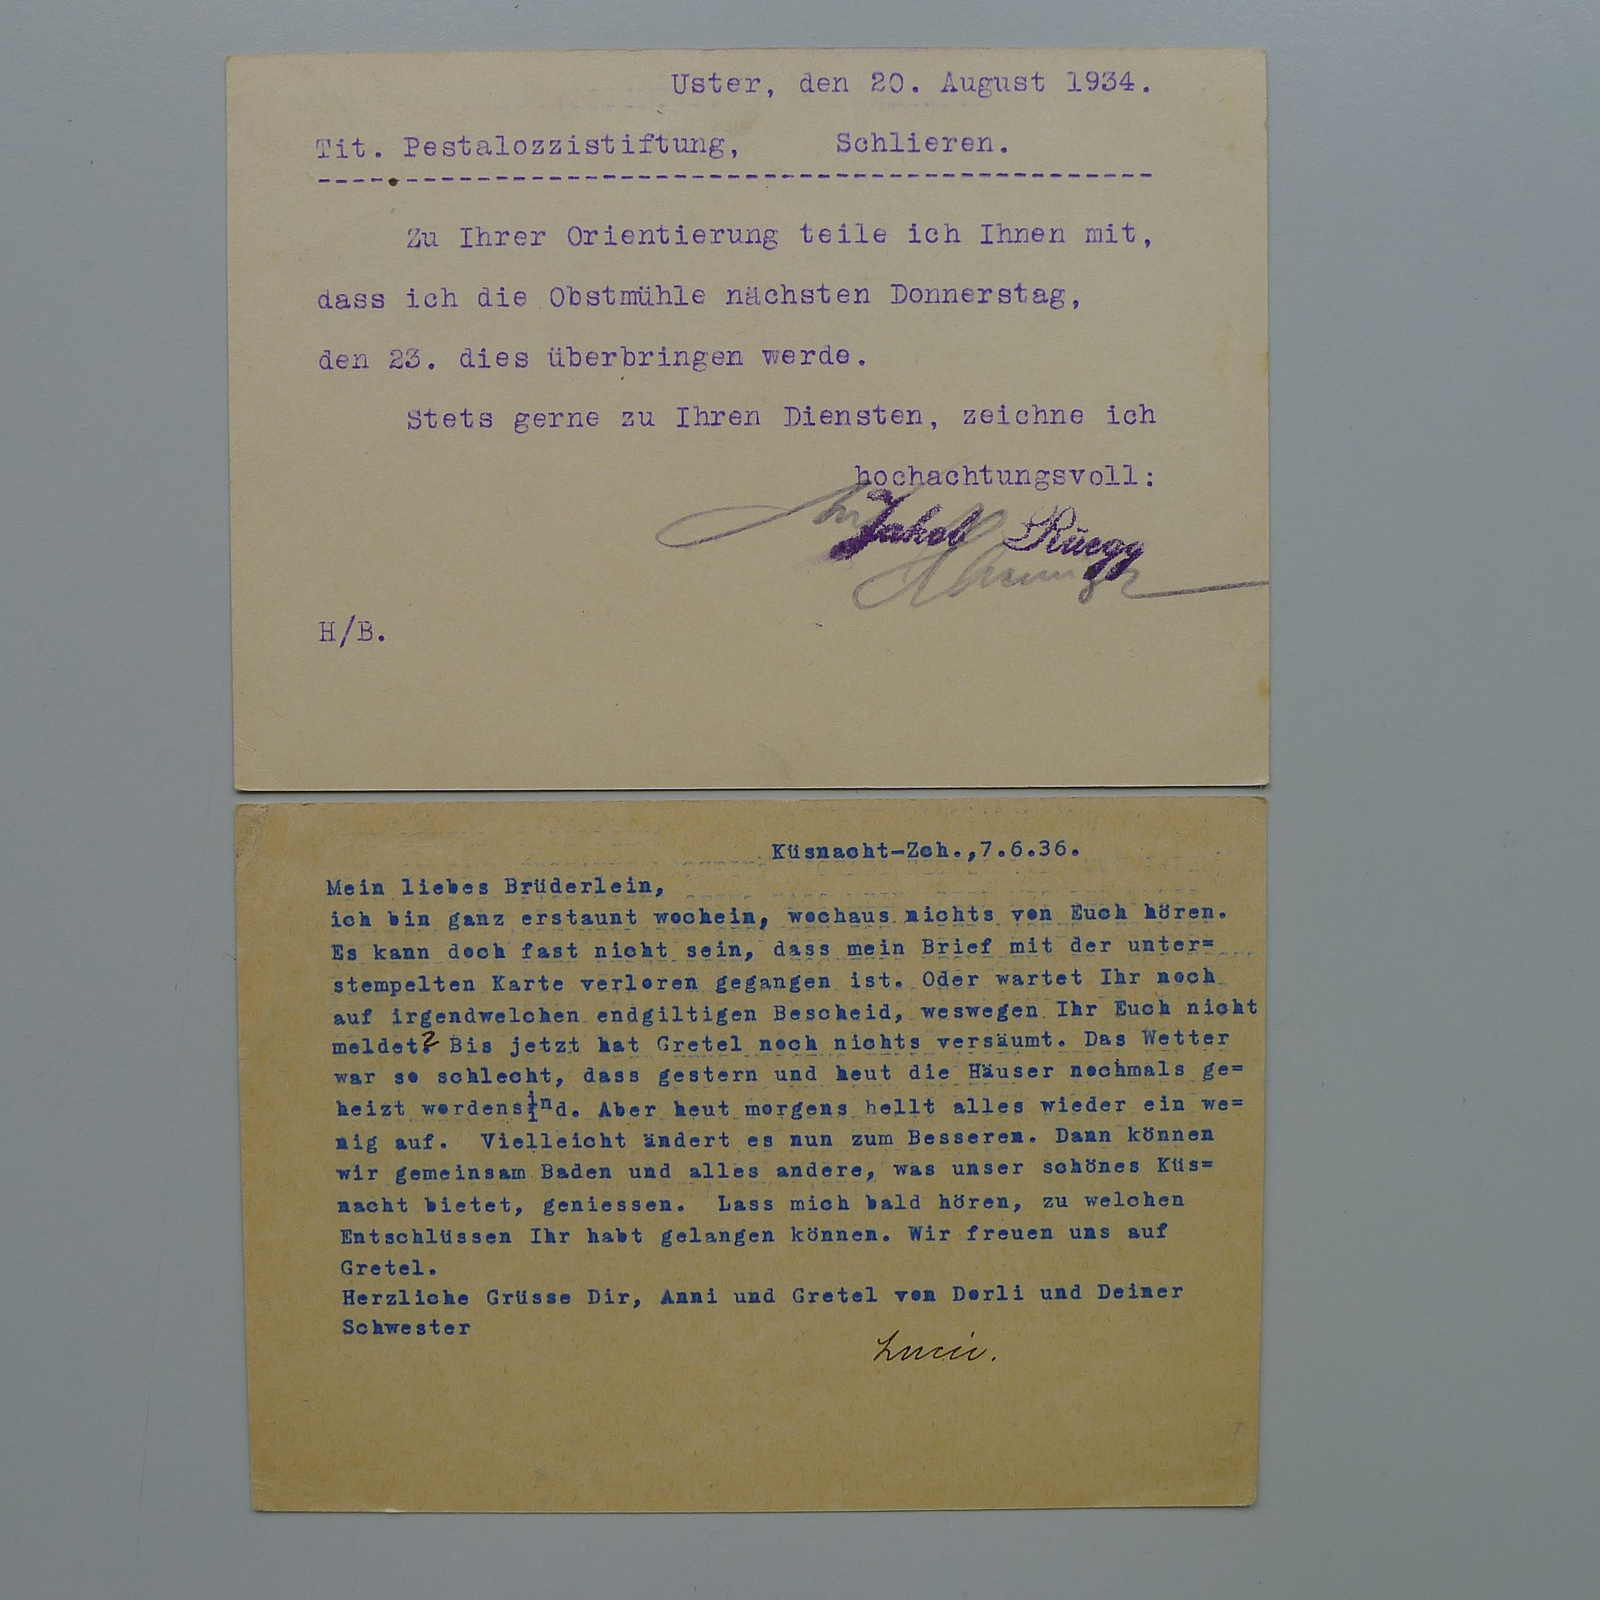 Uster, den 20. August 1934.
Tit. Pestalozzistiftung, Schlieren.
Zu Ihrer Orientierung teile ich Ihnen mit,
dass ich die Obstmühle nächsten Donnerstag,
den 23. dies überbringen werde.
Stets gerne zu Ihren Diensten, zeichne ich
hochachtungsvoll:
Jakob Rüegg
H/B.
Küsnacht-Zch.,7.6.36.
Mein liebes Brüderlein,
ich bin ganz erstaunt wochein, wochaus nichts von Euch hören.
Es kann doch fast nicht sein, dass mein Brief mit der unter=
stempelten Karte verloren gegangen ist. Oder wartet Ihr noch
auf irgendwelchen endgiltigen Bescheid, weswegen Ihr Euch nicht
meldet? Bis jetzt hat Gretel noch nichts versäumt. Das Wetter
war so schlecht, dass gestern und heut die Häuser nochmals ge=
heizt wordensind. Aber heut morgens hellt alles wieder ein we=
nig auf. Vielleicht ändert es nun zum Besseren. Dann können
wir gemeinsam Baden und alles andere, was unser schönes Küs=
nacht bietet, geniessen. Lass mich bald hören, zu welchen
Entschlüssen Ihr habt gelangen können. Wir freuen uns auf
Gretel.
Herzliche Grüsse Dir, Anni und Gretel von Dorli und Deiner
Schwester
Lucie.